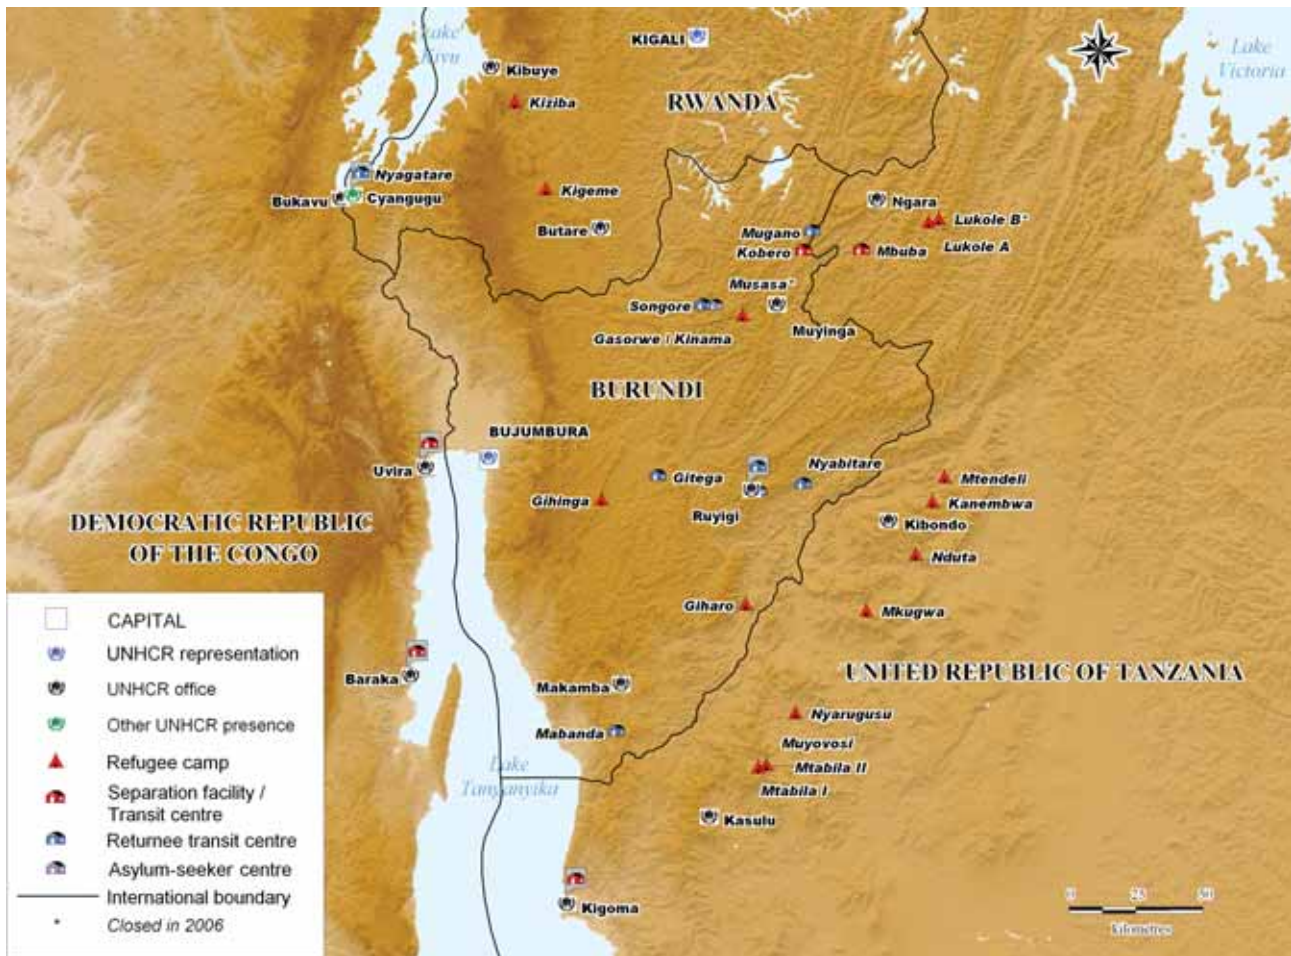 Lake
Kivu
KIGALI
Lake
Victoria
Kibuye
Kiziba
RWANDA
Nyagatare
Bukavu
Cyangugu
Kigeme
Butare
Ngara
Lukole B*
Lukole A
Mugano
Kobero
Mbuba
Musasa*
Songore
Muyinga
Gasorwe / Kinama
BURUNDI
BUJUMBURA
Uvira
Gitega
Nyabitare
Mtendeli
Gihinga
Kanembwa
Ruyigi
Kibondo
DEMOCRATIC REPUBLIC
OF THE CONGO
Nduta
Giharo
Mkugwa
UNITED REPUBLIC OF TANZANIA
Baraka
Makamba
Nyarugusu
Mabanda
Muyovosi
Mtabila II
Mtabila I
Lake
Tanganyika
Kasulu
Kigoma
CAPITAL
UNHCR representation
UNHCR office
Other UNHCR presence
Refugee camp
Separation facility /
Transit centre
Returnee transit centre
Asylum-seeker centre
International boundary
* Closed in 2006
0 25 50
kilometres